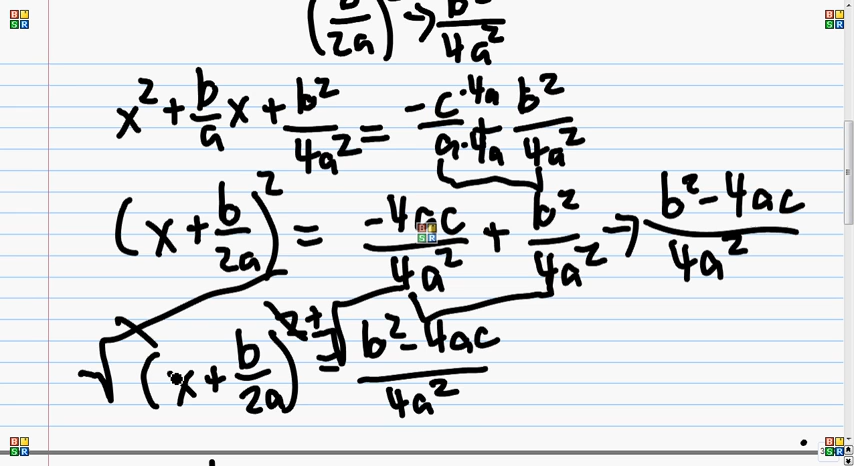 (b/2a)² → b²/4a²
x² + b/a x + b²/4a² = -c·4a/a·4a + b²/4a²
(x + b/2a)² = -4ac/4a² + b²/4a² → b²-4ac/4a²
√(x + b/2a)² = ±√b²-4ac/4a²